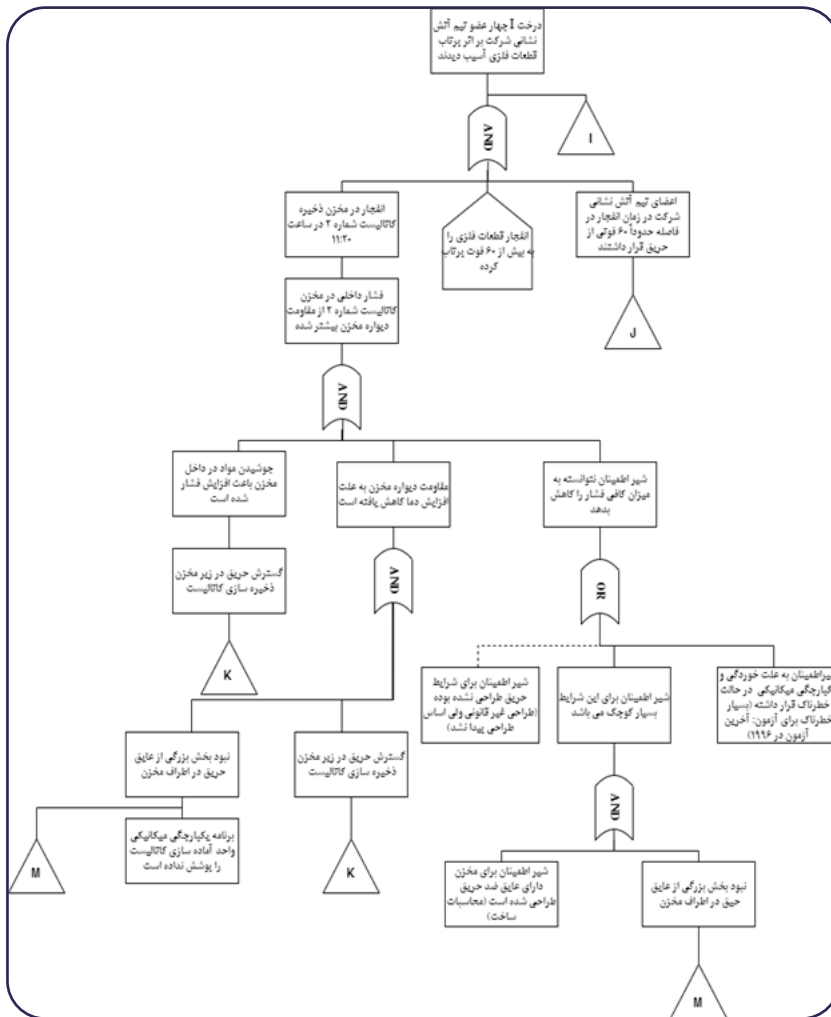 درخت I چهار عضو تیم آتش
نشانی شرکت بر اثر پرتاب
قطعات فلزی آسیب دیدند
I
AND
اعضای تیم آتش نشانی
شرکت در زمان انفجار در
فاصله حدوداً ۶۰ فوتی از
حریق قرار داشتند
انفجار قطعات فلزی را
به بیش از ۶۰ فوت پرتاب
کرده
انفجار در مخزن ذخیره
کاتالیست شماره ۲ در ساعت
۱۱:۲۰
J
فشار داخلی در مخزن
کاتالیست شماره ۲ از مقاومت
دیواره مخزن بیشتر شده
AND
شیر اطمینان نتوانسته به
میزان کافی فشار را کاهش
بدهد
مقاومت دیواره مخزن به علت
افزایش دما کاهش یافته است
جوشیدن مواد در داخل
مخزن باعث افزایش فشار
شده است
OR
AND
گسترش حریق در زیر مخزن
ذخیره سازی کاتالیست
K
شیراطمینان به علت خوردگی و
یکپارچگی مکانیکی در حالت
خطرناک قرار داشته (بسیار
خطرناک برای آزمون: آخرین
آزمون در ۱۹۹۶)
شیر اطمینان برای این شرایط
بسیار کوچک می باشد
شیر اطمینان برای شرایط
حریق طراحی نشده بوده
(طراحی غیر قانونی ولی اساس
طراحی پیدا نشد)
گسترش حریق در زیر مخزن
ذخیره سازی کاتالیست
نبود بخش بزرگی از عایق
حریق در اطراف مخزن
AND
K
برنامه یکپارچگی مکانیکی
واحد آماده سازی کاتالیست
را پوشش نداده است
M
نبود بخش بزرگی از عایق
حیق در اطراف مخزن
شیر اطمینان برای مخزن
دارای عایق ضد حریق
طراحی شده است (محاسبات
ساخت)
M